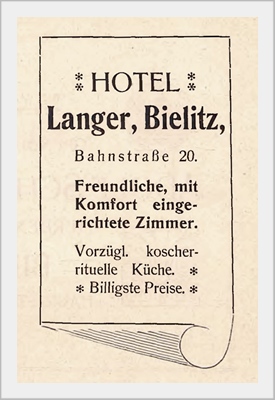 * HOTEL *
Langer, Bielitz,
Bahnstraße 20.
Freundliche, mit
Komfort einge-
richtete Zimmer.
Vorzügl. koscher-
rituelle Küche. *
* Billigste Preise. *